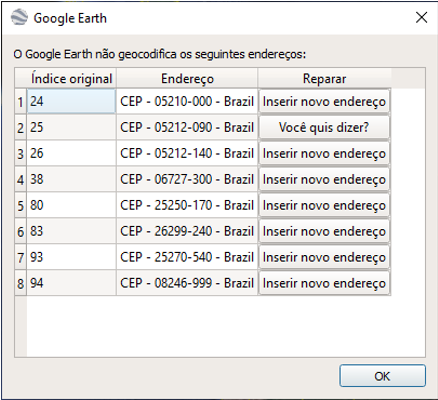 Google Earth
O Google Earth não geocodifica os seguintes endereços:
Índice original Endereço Reparar
1 24 CEP - 05210-000 - Brazil Inserir novo endereço
2 25 CEP - 05212-090 - Brazil Você quis dizer?
3 26 CEP - 05212-140 - Brazil Inserir novo endereço
4 38 CEP - 06727-300 - Brazil Inserir novo endereço
5 80 CEP - 25250-170 - Brazil Inserir novo endereço
6 83 CEP - 26299-240 - Brazil Inserir novo endereço
7 93 CEP - 25270-540 - Brazil Inserir novo endereço
8 94 CEP - 08246-999 - Brazil Inserir novo endereço
OK